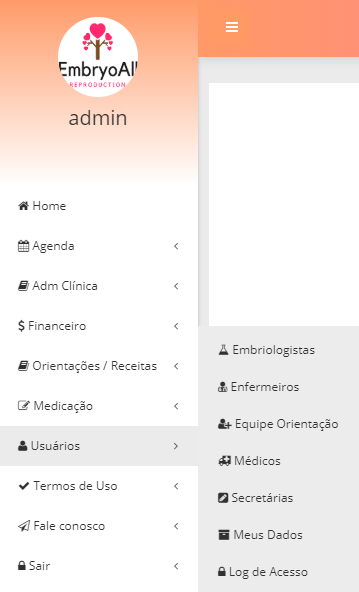 EmbryoAll
REPRODUCTION
admin
Home
Agenda
Adm Clínica
Financeiro
Orientações / Receitas
Medicação
Usuários
Termos de Uso
Fale conosco
Sair
Embriologistas
Enfermeiros
Equipe Orientação
Médicos
Secretárias
Meus Dados
Log de Acesso